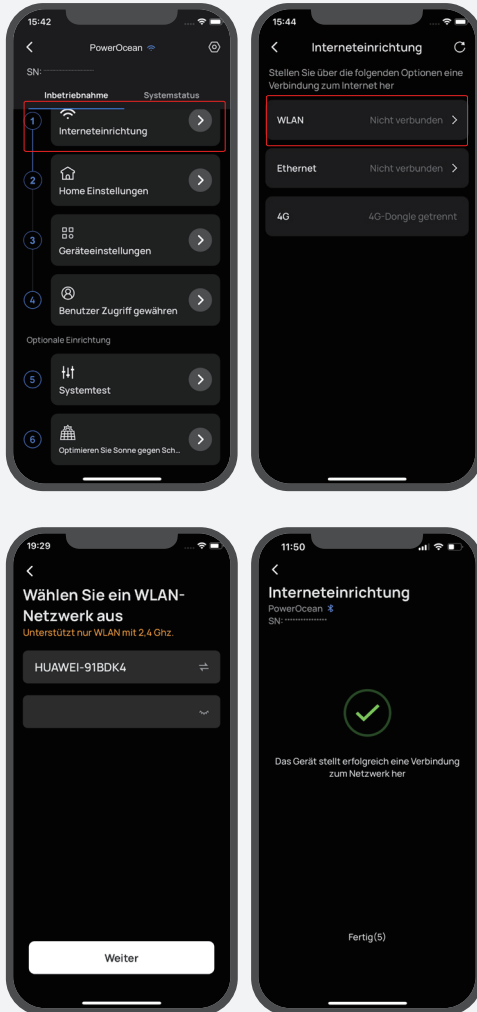 15:42
PowerOcean
SN:
Inbetriebnahme
Systemstatus
1
Interneteinrichtung
2
Home Einstellungen
3
Geräteeinstellungen
4
Benutzer Zugriff gewähren
Optionale Einrichtung
5
Systemtest
6
Optimieren Sie Sonne gegen Sch...
15:44
Interneteinrichtung
Stellen Sie über die folgenden Optionen eine
Verbindung zum Internet her
WLAN Nicht verbunden
Ethernet Nicht verbunden
4G 4G-Dongle getrennt
19:29
Wählen Sie ein WLAN-
Netzwerk aus
Unterstützt nur WLAN mit 2,4 Ghz.
HUAWEI-91BDK4
Weiter
11:50
Interneteinrichtung
PowerOcean
SN: ****************
Das Gerät stellt erfolgreich eine Verbindung
zum Netzwerk her
Fertig(5)